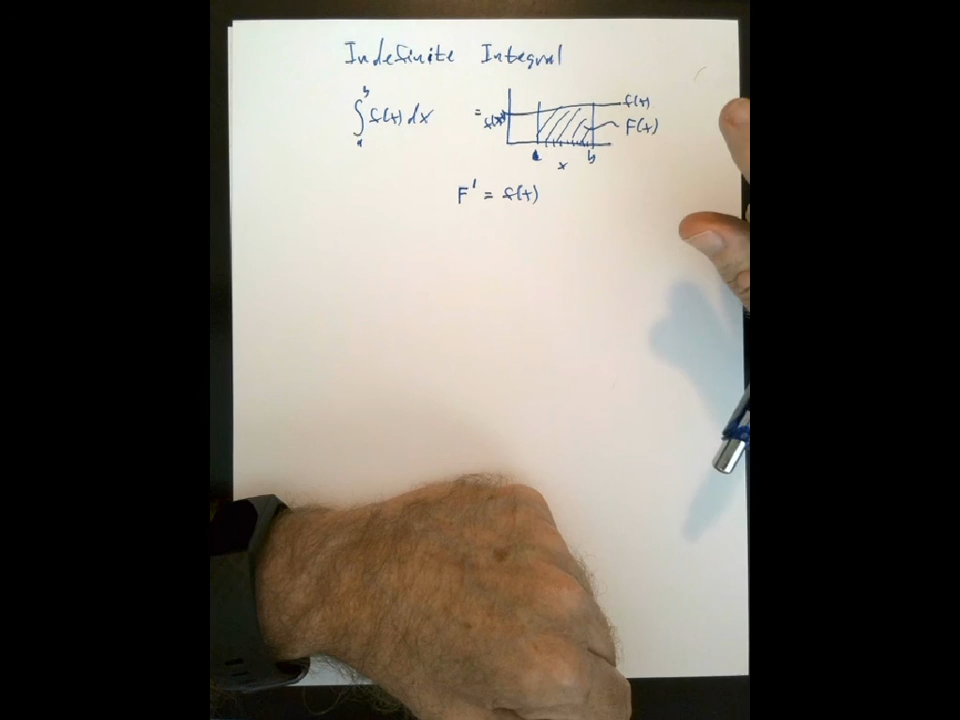 Indefinite Integral
∫ₐᵇ f(x) dx =
f(x)
f(x)
F(x)
a x b
F' = f(x)